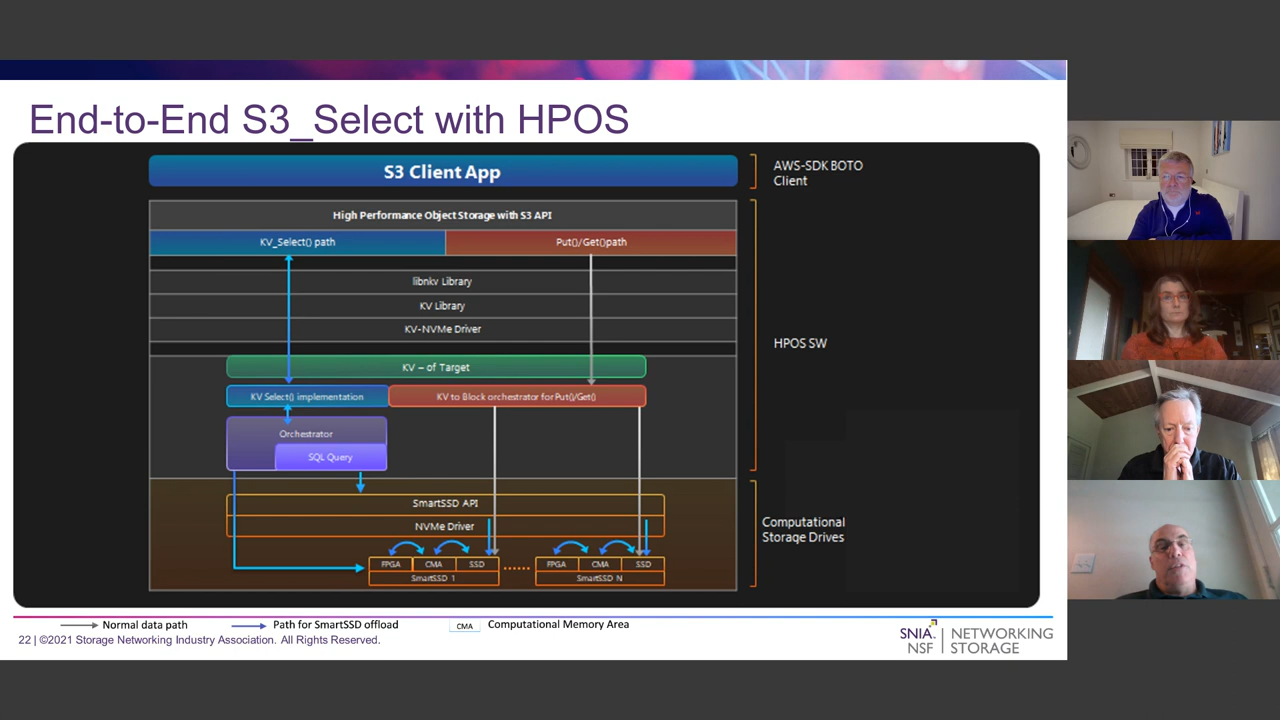 End-to-End S3_Select with HPOS
S3 Client App
AWS-SDK BOTO
Client
High Performance Object Storage with S3 API
KV_Select() path
Put()/Get()path
libnkv Library
KV Library
KV-NVMe Driver
HPOS SW
KV – of Target
KV Select() implementation
KV to Block orchestrator for Put()/Get()
Orchestrator
SQL Query
SmartSSD API
NVMe Driver
Computational
Storage Drives
FPGA CMA SSD ...... FPGA CMA SSD
SmartSSD 1
SmartSSD N
Normal data path
Path for SmartSSD offload
CMA Computational Memory Area
22 | ©2021 Storage Networking Industry Association. All Rights Reserved.
SNIA. NETWORKING
NSF STORAGE